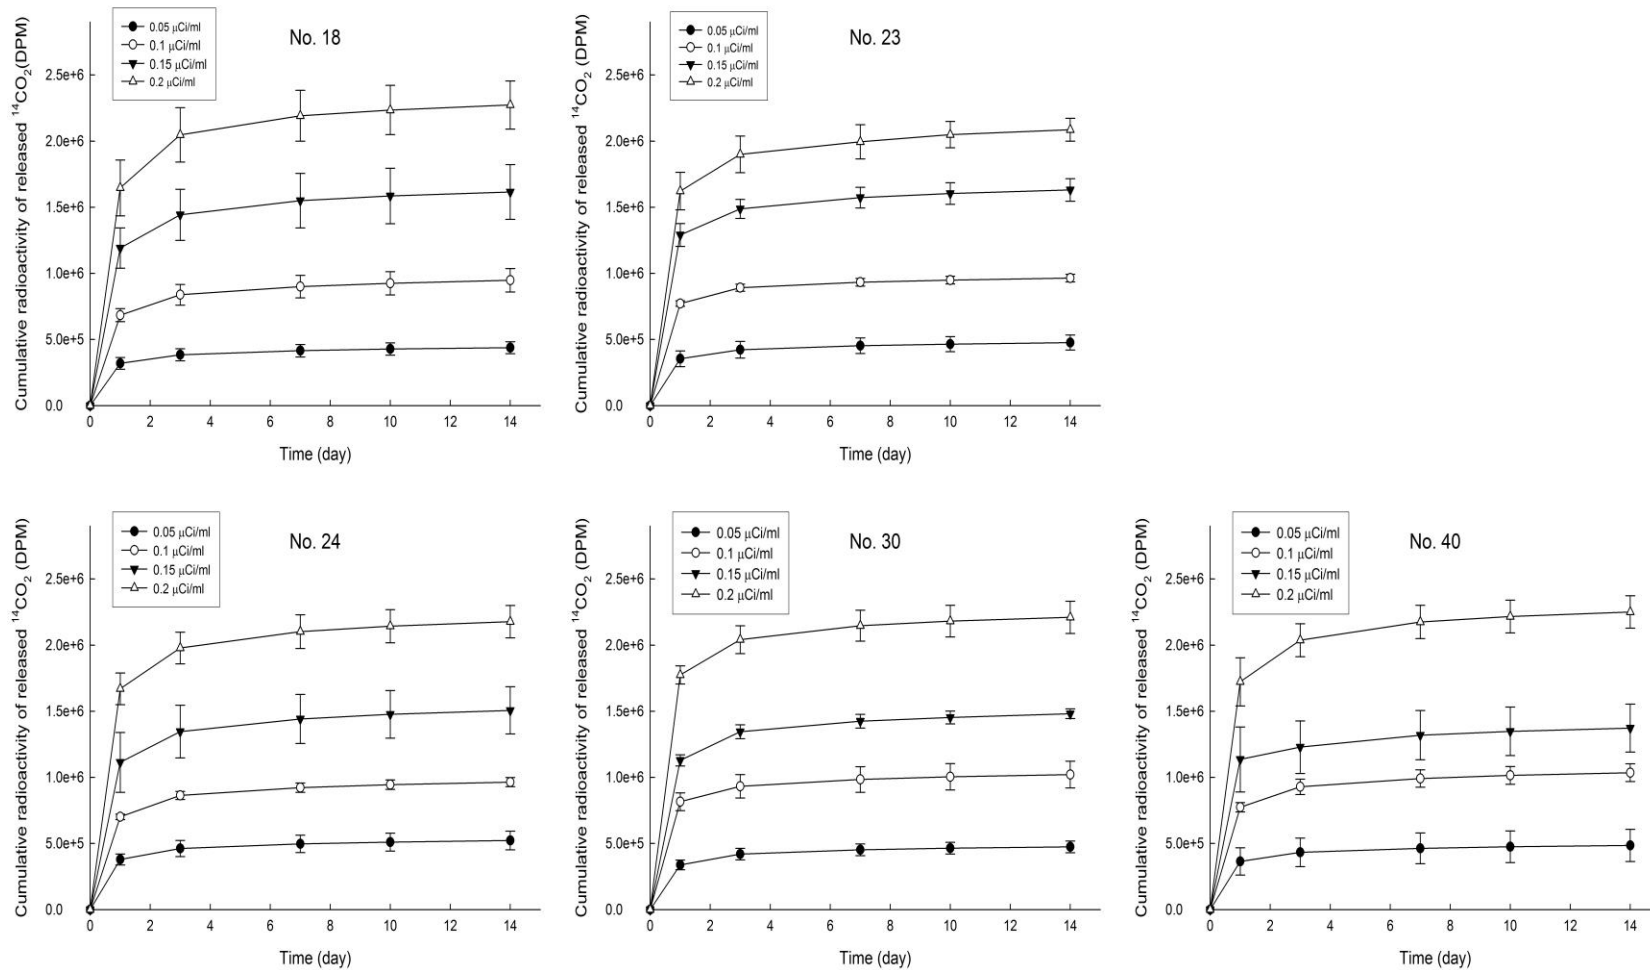 No. 18
0.05 μCi/ml
0.1 μCi/ml
0.15 μCi/ml
0.2 μCi/ml
Cumulative radioactivity of released ¹⁴CO₂(DPM)
2.5e+6
2.0e+6
1.5e+6
1.0e+6
5.0e+5
0.0
0 2 4 6 8 10 12 14
Time (day)
No. 23
0.05 μCi/ml
0.1 μCi/ml
0.15 μCi/ml
0.2 μCi/ml
Cumulative radioactivity of released ¹⁴CO₂ (DPM)
2.5e+6
2.0e+6
1.5e+6
1.0e+6
5.0e+5
0.0
0 2 4 6 8 10 12 14
Time (day)
No. 24
0.05 μCi/ml
0.1 μCi/ml
0.15 μCi/ml
0.2 μCi/ml
Cumulative radioactivity of released ¹⁴CO₂ (DPM)
2.5e+6
2.0e+6
1.5e+6
1.0e+6
5.0e+5
0.0
0 2 4 6 8 10 12 14
Time (day)
No. 30
0.05 μCi/ml
0.1 μCi/ml
0.15 μCi/ml
0.2 μCi/ml
Cumulative radioactivity of released ¹⁴CO₂ (DPM)
2.5e+6
2.0e+6
1.5e+6
1.0e+6
5.0e+5
0.0
0 2 4 6 8 10 12 14
Time (day)
No. 40
0.05 μCi/ml
0.1 μCi/ml
0.15 μCi/ml
0.2 μCi/ml
Cumulative radioactivity of released ¹⁴CO₂ (DPM)
2.5e+6
2.0e+6
1.5e+6
1.0e+6
5.0e+5
0.0
0 2 4 6 8 10 12 14
Time (day)